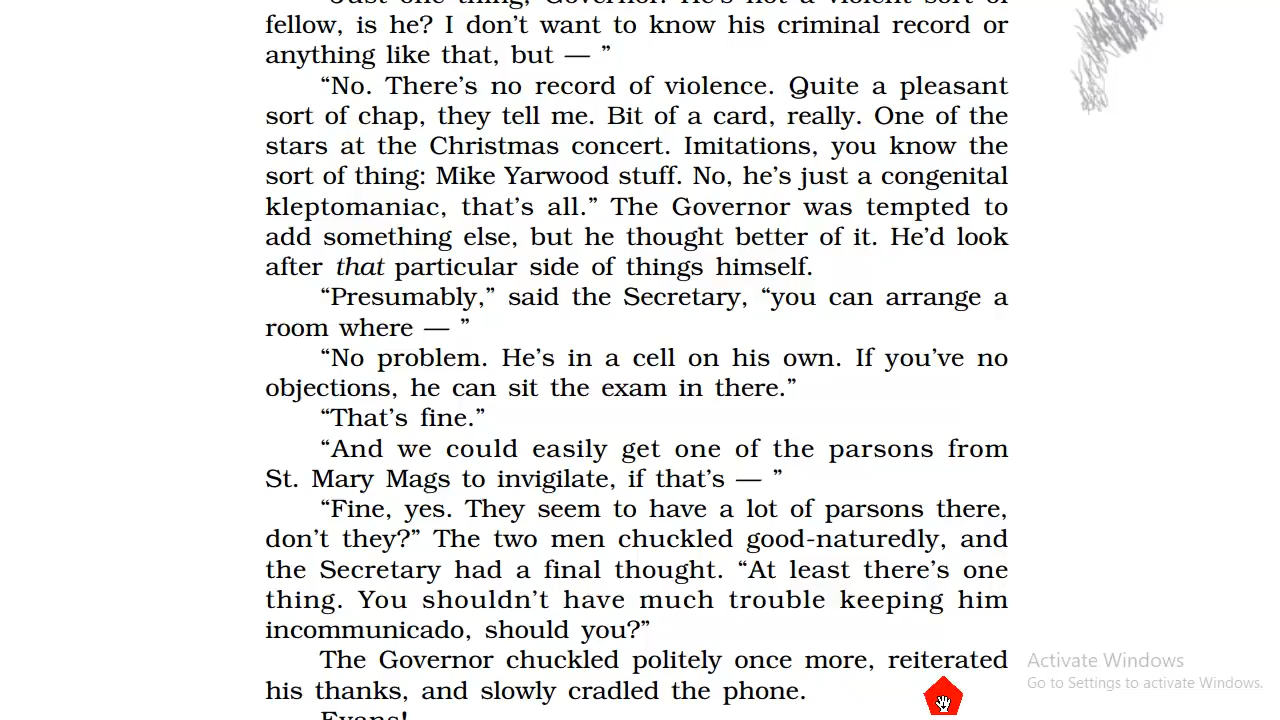 “Just one thing, Governor. He’s not a violent sort of
fellow, is he? I don’t want to know his criminal record or
anything like that, but — ”
“No. There’s no record of violence. Quite a pleasant
sort of chap, they tell me. Bit of a card, really. One of the
stars at the Christmas concert. Imitations, you know the
sort of thing: Mike Yarwood stuff. No, he’s just a congenital
kleptomaniac, that’s all.” The Governor was tempted to
add something else, but he thought better of it. He’d look
after that particular side of things himself.
“Presumably,” said the Secretary, “you can arrange a
room where — ”
“No problem. He’s in a cell on his own. If you’ve no
objections, he can sit the exam in there.”
“That’s fine.”
“And we could easily get one of the parsons from
St. Mary Mags to invigilate, if that’s — ”
“Fine, yes. They seem to have a lot of parsons there,
don’t they?” The two men chuckled good-naturedly, and
the Secretary had a final thought. “At least there’s one
thing. You shouldn’t have much trouble keeping him
incommunicado, should you?”
The Governor chuckled politely once more, reiterated
his thanks, and slowly cradled the phone.
Evans!
Activate Windows
Go to Settings to activate Windows.